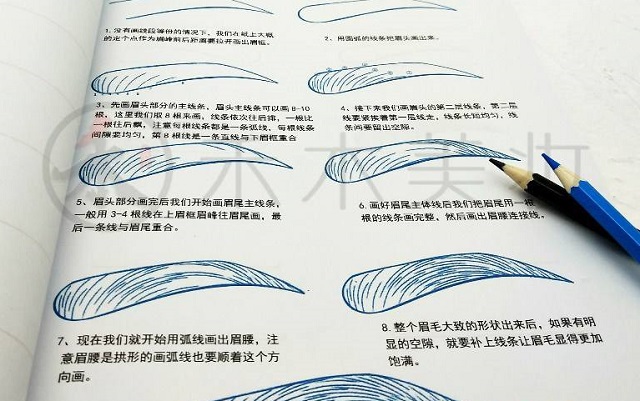 1、没有画线段等份的情况下，我们在纸上大概
的定个点作为眉峰前后距离要拉开画出眉框。
2、用圆弧的线条把眉头画出来。
3、先画眉头部分的主线条，眉头主线条可以画8-10
根，这里我们取8根来画，线条依次往后排，一根比
一根往后飘，注意每根线条都是一条弧线，每根线条
间隙要均匀，第8根线是一条直线与下眉框重合
4、接下来我们画眉头的第二层线条，第二层
线要紧挨着第一层线走，线条长短均匀，线
条间要留出空隙。
5、眉头部分画完后我们开始画眉尾主线条，
一般用3-4根线在上眉框眉峰往眉尾画，最
后一条线与眉尾重合。
6、画好眉尾主体线后我们把眉尾用一根
根的线条画完整，然后画出眉腰连接线。
7、现在我们就开始用弧线画出眉腰，注
意眉腰是拱形的画弧线也要顺着这个方
向画。
8、整个眉毛大致的形状出来后，如果有明
显的空隙，就要补上线条让眉毛显得更加
饱满。
木木美妆